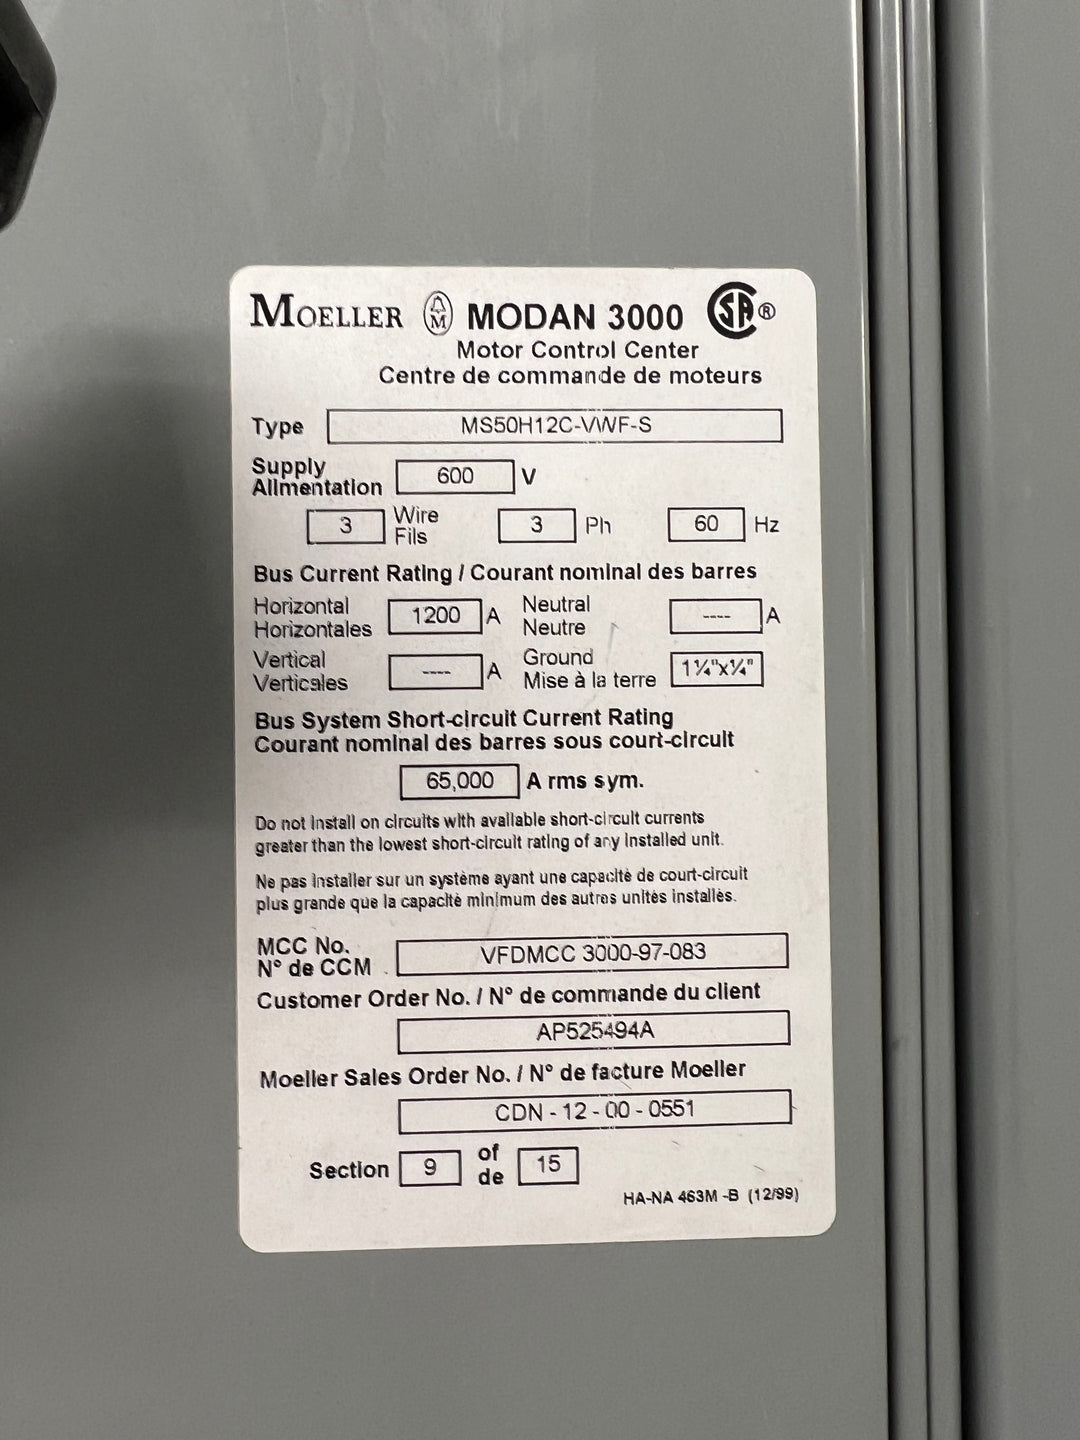 MOELLER M MODAN 3000 CSA®
Motor Control Center
Centre de commande de moteurs
Type MS50H12C-VWF-S
Supply
Alimentation 600 V
3 Wire
Fils 3 Ph 60 Hz
Bus Current Rating / Courant nominal des barres
Horizontal
Horizontales 1200 A Neutral
Neutre ---- A
Vertical
Verticales ---- A Ground
Mise à la terre 1¼"x¼"
Bus System Short-circuit Current Rating
Courant nominal des barres sous court-circuit
65,000 A rms sym.
Do not install on circuits with available short-circuit currents
greater than the lowest short-circuit rating of any installed unit.
Ne pas installer sur un système ayant une capacité de court-circuit
plus grande que la capacité minimum des autres unités installés.
MCC No.
N° de CCM VFDMCC 3000-97-083
Customer Order No. / N° de commande du client
AP525494A
Moeller Sales Order No. / N° de facture Moeller
CDN - 12 - 00 - 0551
Section 9 of
de 15
HA-NA 463M -B (12/99)